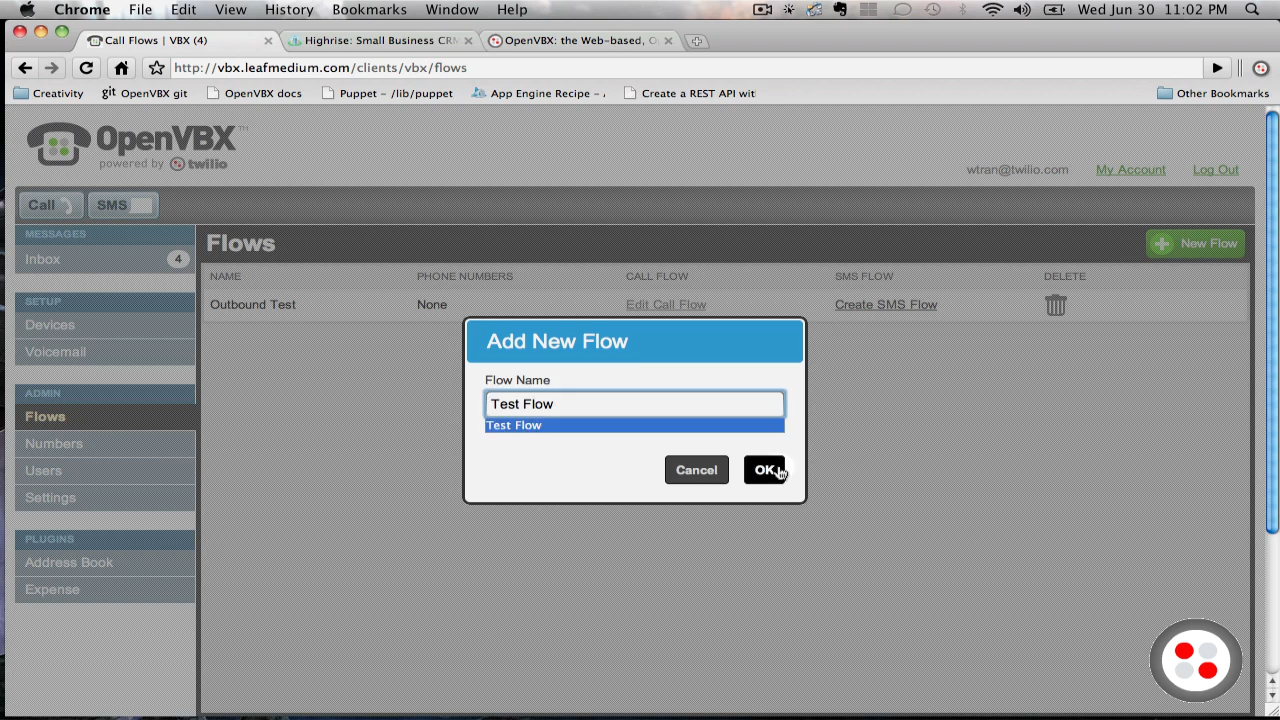 Chrome File Edit View History Bookmarks Window Help Wed Jun 30 11:02 PM
Call Flows | VBX (4) Highrise: Small Business CRM OpenVBX: the Web-based, O
http://vbx.leafmedium.com/clients/vbx/flows
Creativity git OpenVBX git OpenVBX docs Puppet - /lib/puppet App Engine Recipe - Create a REST API wit Other Bookmarks
OpenVBX™
powered by twilio
wtran@twilio.com My Account Log Out
Call SMS
MESSAGES
Inbox 4
SETUP
Devices
Voicemail
ADMIN
Flows
Numbers
Users
Settings
PLUGINS
Address Book
Expense
Flows New Flow
NAME PHONE NUMBERS CALL FLOW SMS FLOW DELETE
Outbound Test None Edit Call Flow Create SMS Flow
Add New Flow
Flow Name
Test Flow
Test Flow
Cancel OK